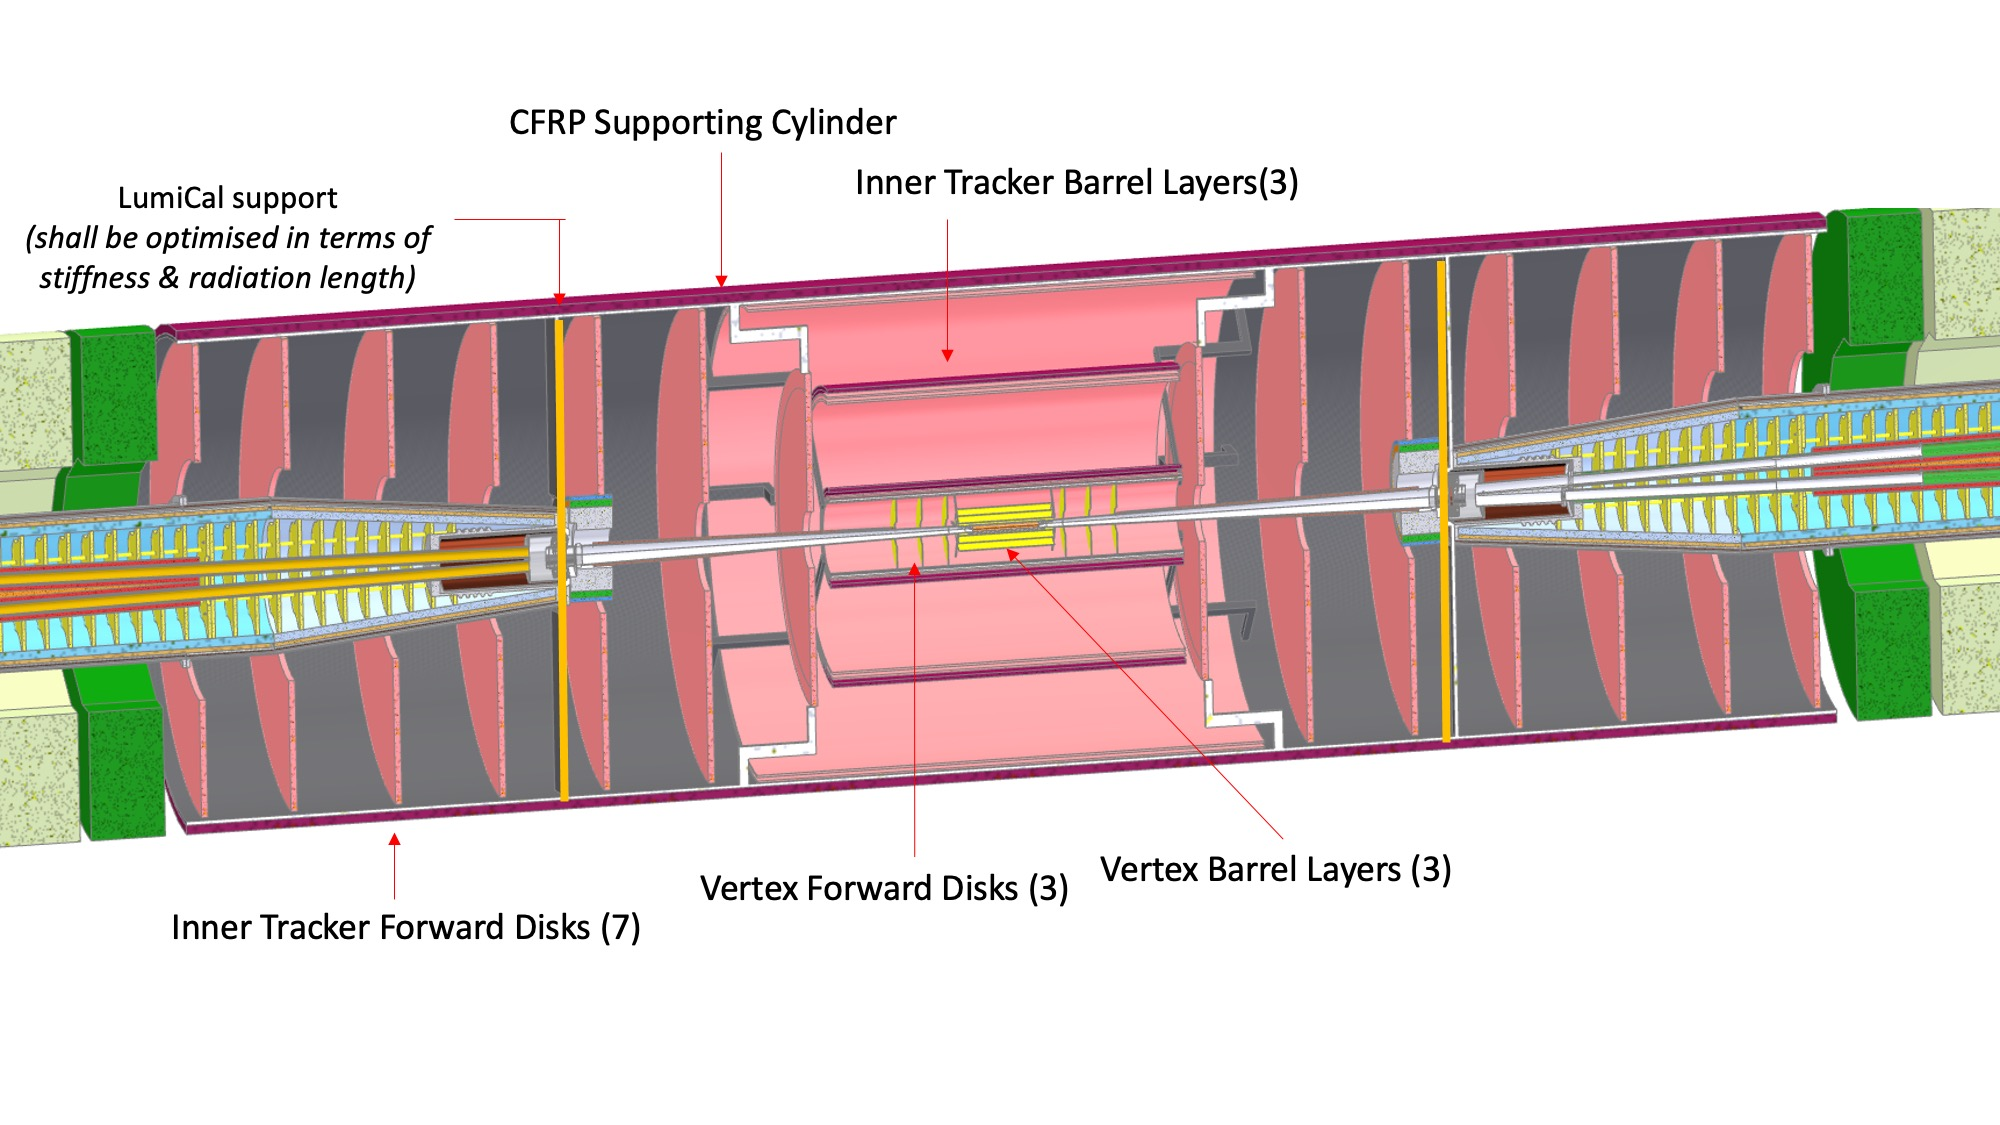 CFRP Supporting Cylinder
Inner Tracker Barrel Layers(3)
LumiCal support
(shall be optimised in terms of
stiffness & radiation length)
Vertex Barrel Layers (3)
Vertex Forward Disks (3)
Inner Tracker Forward Disks (7)